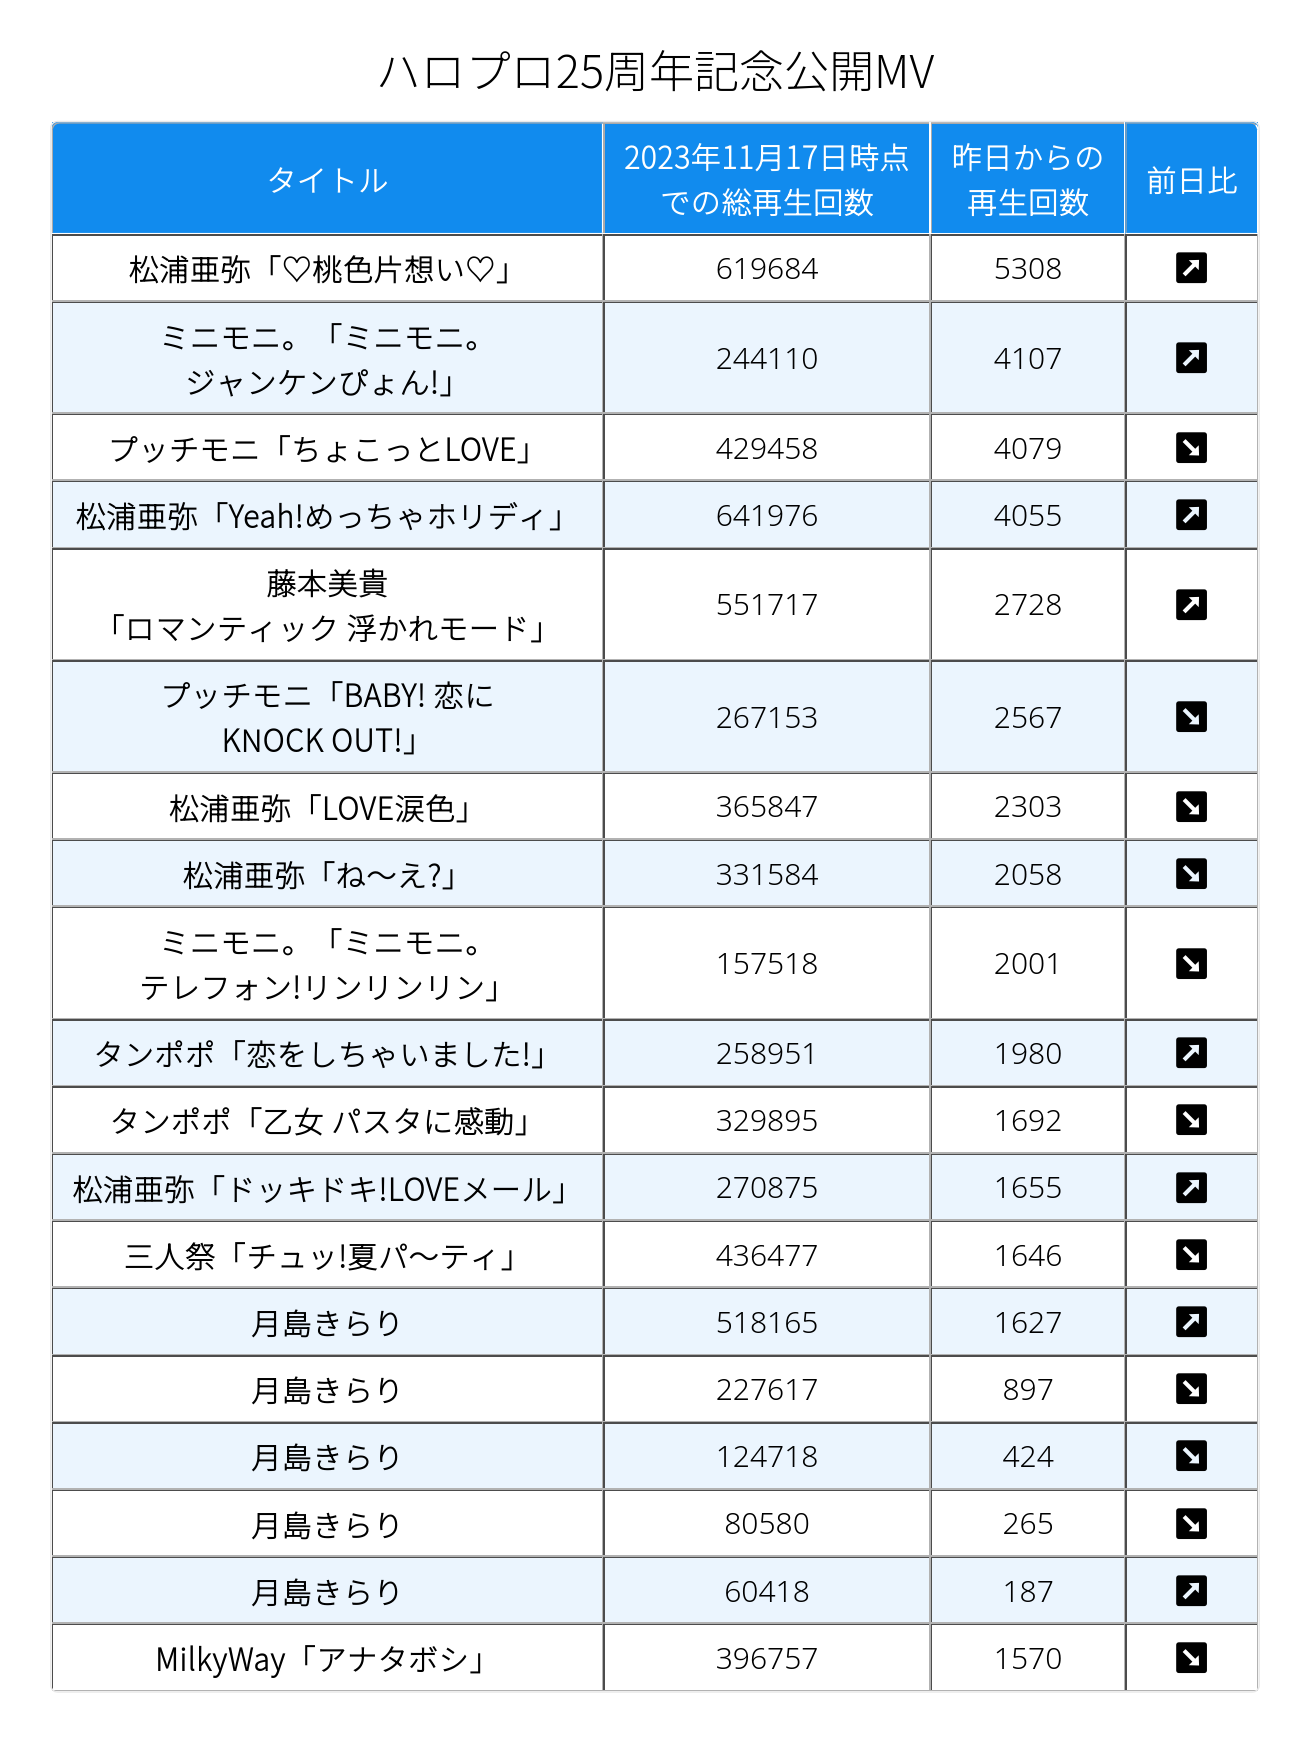 ハロプロ25周年記念公開MV
タイトル
2023年11月17日時点
での総再生回数
昨日からの
再生回数
前日比
松浦亜弥「♡桃色片想い♡」
619684
5308
ミニモニ。「ミニモニ。
ジャンケンぴょん!」
244110
4107
プッチモニ「ちょこっとLOVE」
429458
4079
松浦亜弥「Yeah!めっちゃホリディ」
641976
4055
藤本美貴
「ロマンティック 浮かれモード」
551717
2728
プッチモニ「BABY! 恋に
KNOCK OUT!」
267153
2567
松浦亜弥「LOVE涙色」
365847
2303
松浦亜弥「ね〜え?」
331584
2058
ミニモニ。「ミニモニ。
テレフォン!リンリンリン」
157518
2001
タンポポ「恋をしちゃいました!」
258951
1980
タンポポ「乙女 パスタに感動」
329895
1692
松浦亜弥「ドッキドキ!LOVEメール」
270875
1655
三人祭「チュッ!夏パ〜ティ」
436477
1646
月島きらり
518165
1627
月島きらり
227617
897
月島きらり
124718
424
月島きらり
80580
265
月島きらり
60418
187
MilkyWay「アナタボシ」
396757
1570